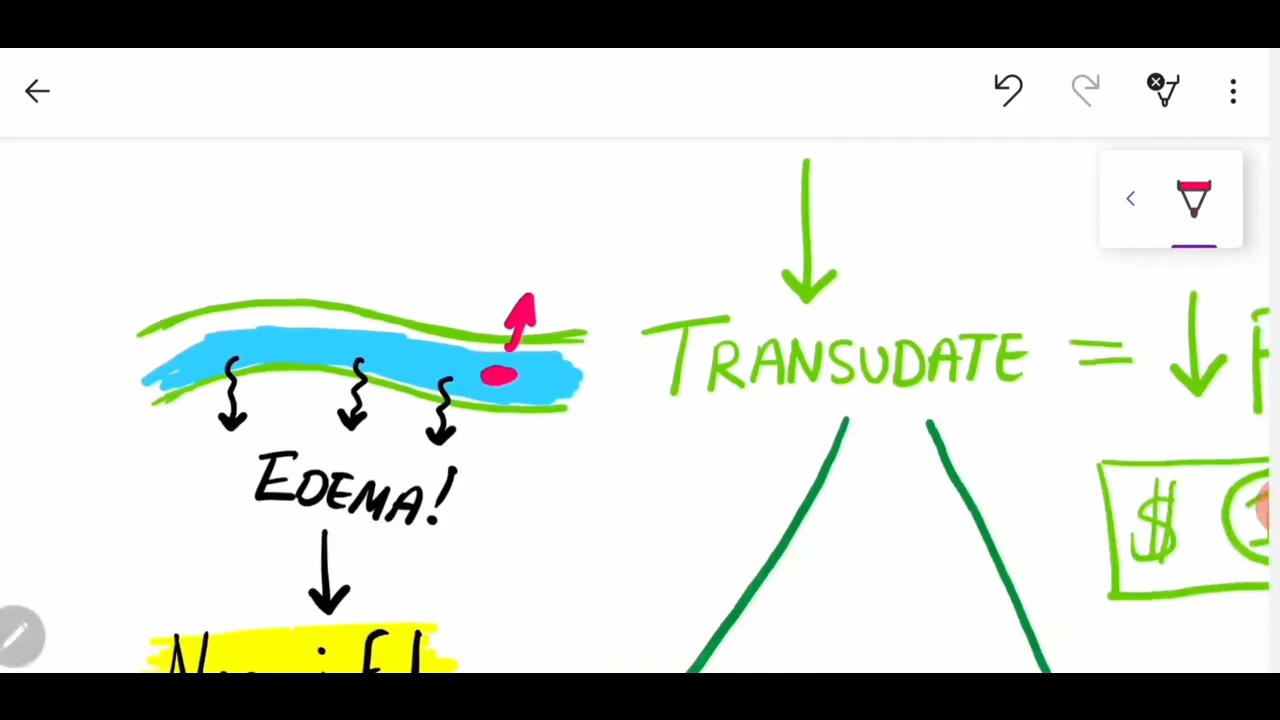 TRANSUDATE =
$
EDEMA!